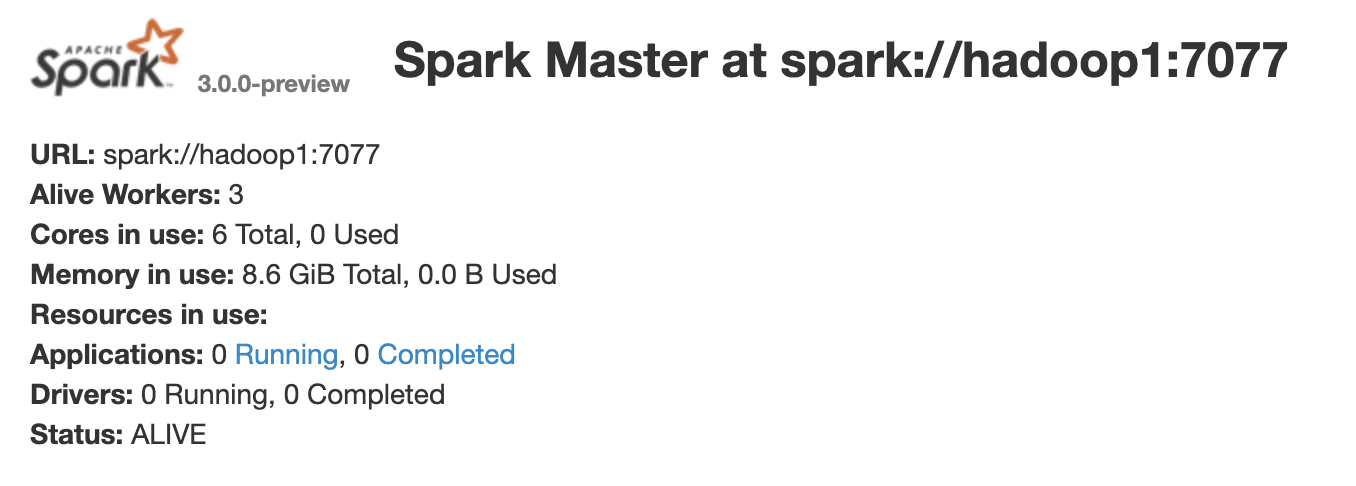 APACHE
Spark™ 3.0.0-preview Spark Master at spark://hadoop1:7077
URL: spark://hadoop1:7077
Alive Workers: 3
Cores in use: 6 Total, 0 Used
Memory in use: 8.6 GiB Total, 0.0 B Used
Resources in use:
Applications: 0 Running, 0 Completed
Drivers: 0 Running, 0 Completed
Status: ALIVE